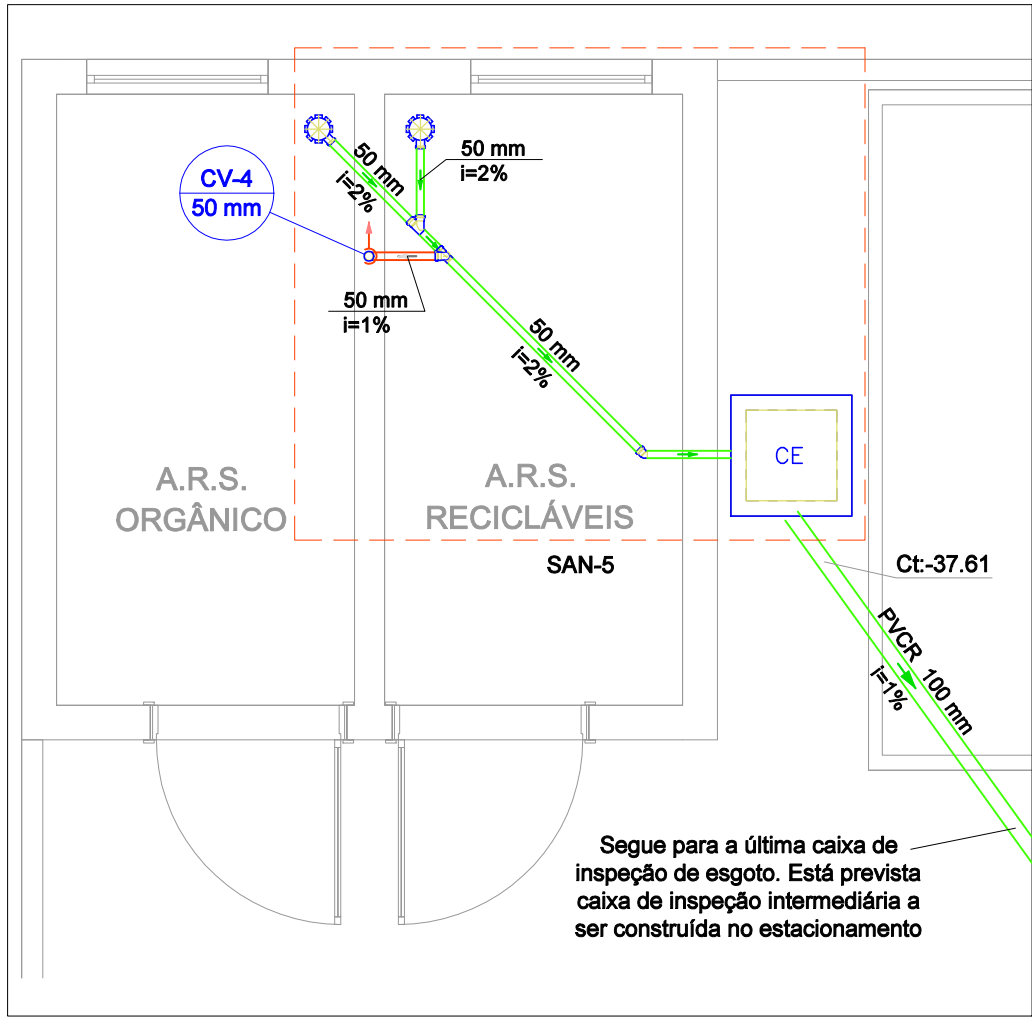 50 mm
i=2%
50 mm
i=2%
CV-4
50 mm
50 mm
i=1%
50 mm
i=2%
CE
A.R.S.
ORGÂNICO
A.R.S.
RECICLÁVEIS
SAN-5
Ct:-37.61
PVCR 100 mm
i=1%
Segue para a última caixa de
inspeção de esgoto. Está prevista
caixa de inspeção intermediária a
ser construída no estacionamento